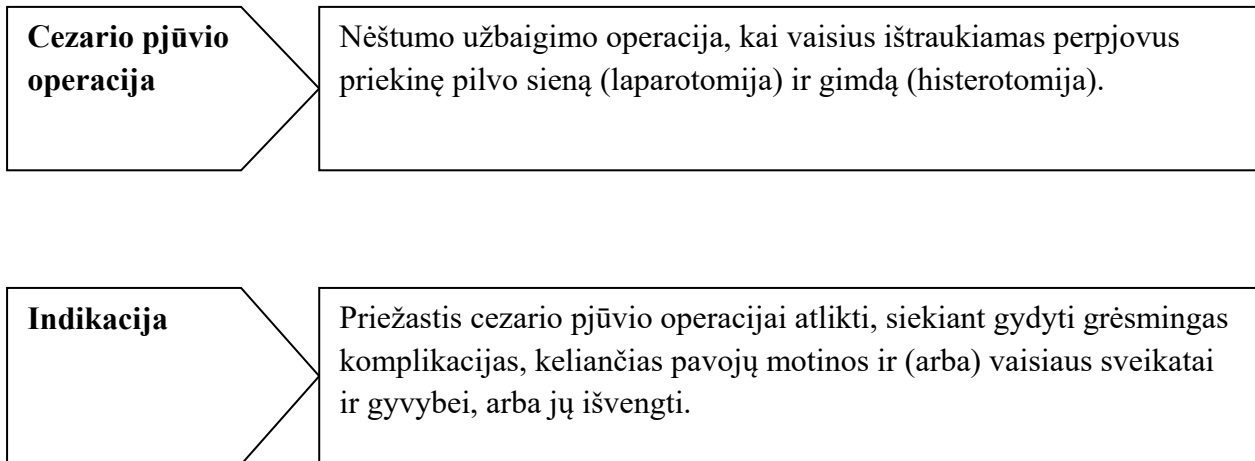 Cezario pjūvio
operacija
Nėštumo užbaigimo operacija, kai vaisius ištraukiamas perpjovus
priekinę pilvo sieną (laparotomija) ir gimdą (histerotomija).
Indikacija
Priežastis cezario pjūvio operacijai atlikti, siekiant gydyti grėsmingas
komplikacijas, keliančias pavojų motinos ir (arba) vaisiaus sveikatai
ir gyvybei, arba jų išvengti.